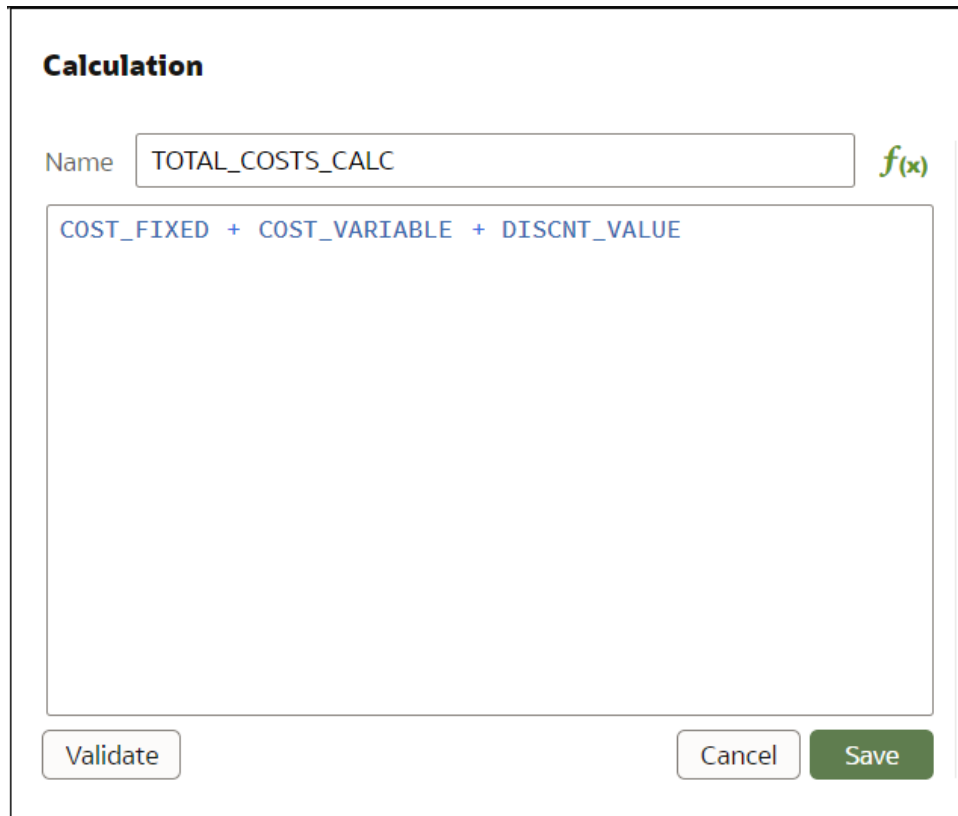 Calculation
Name TOTAL_COSTS_CALC f(x)
COST_FIXED + COST_VARIABLE + DISCNT_VALUE
Validate Cancel Save